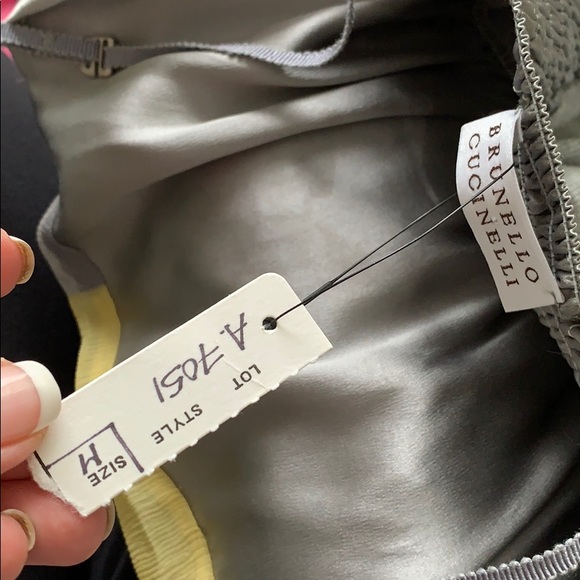 BRUNELLO
CUCINELLI
A.7051
LOT
STYLE
SIZE
M